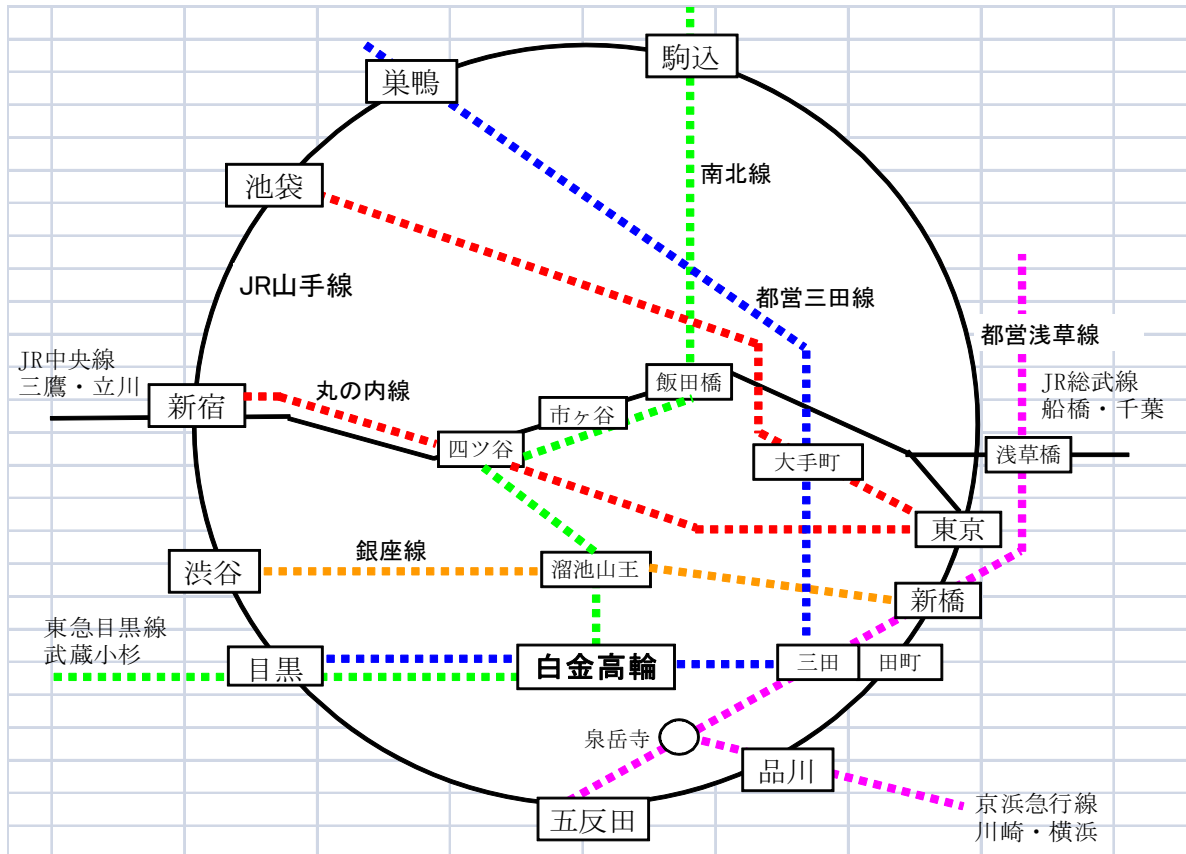 駒込
巣鴨
池袋
南北線
JR山手線
都営三田線
都営浅草線
JR中央線
三鷹・立川
JR総武線
船橋・千葉
新宿
丸の内線
飯田橋
市ヶ谷
四ツ谷
大手町
浅草橋
東京
銀座線
渋谷
溜池山王
新橋
東急目黒線
武蔵小杉
目黒
白金高輪
三田
田町
泉岳寺
品川
五反田
京浜急行線
川崎・横浜